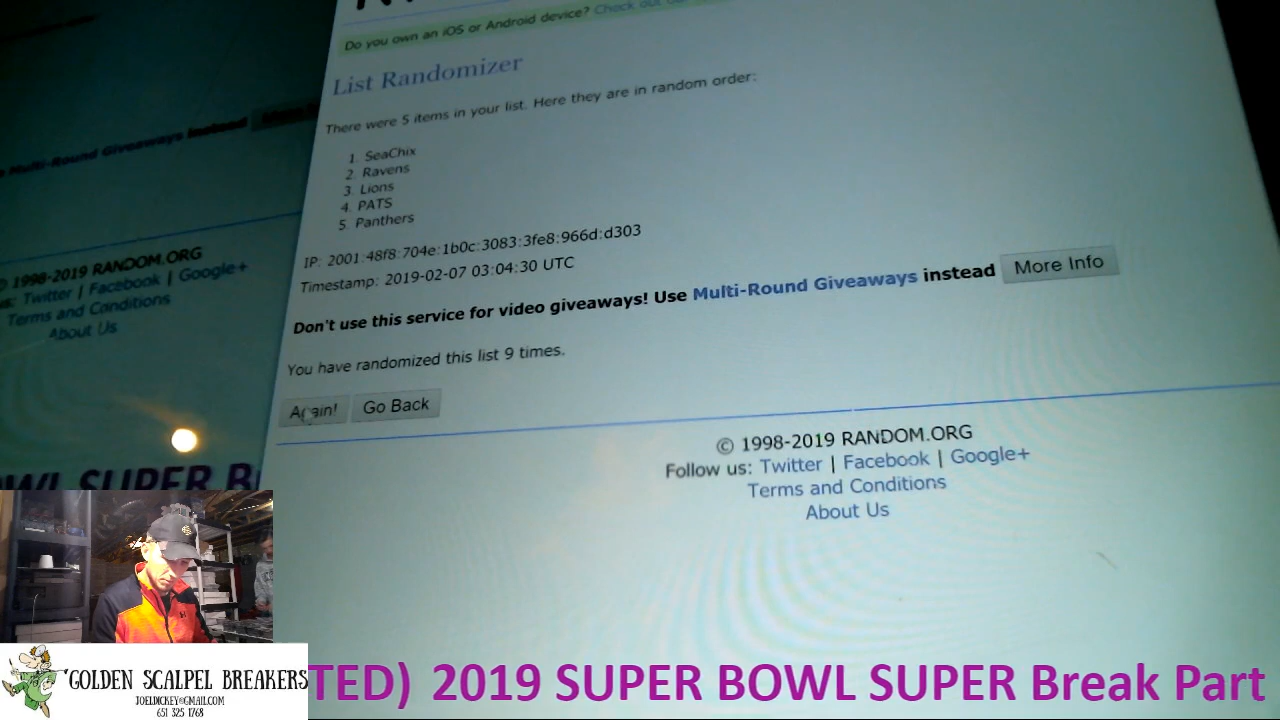 Do you own an iOS or Android device? Check out our
List Randomizer
There were 5 items in your list. Here they are in random order:
1. SeaChix
2. Ravens
3. Lions
4. PATS
5. Panthers
IP: 2001:48f8:704e:1b0c:3083:3fe8:966d:d303
Timestamp: 2019-02-07 03:04:30 UTC
Don't use this service for video giveaways! Use Multi-Round Giveaways instead More Info
You have randomized this list 9 times.
Again! Go Back
© 1998-2019 RANDOM.ORG
Follow us: Twitter | Facebook | Google+
Terms and Conditions
About Us
Multi-Round Giveaways instead
1998-2019 RANDOM.ORG
Twitter | Facebook | Google+
Terms and Conditions
About Us
SUPER
GOLDEN SCALPEL BREAKERS
JOELDICKEY@GMAIL.COM
651 325 1768
TED) 2019 SUPER BOWL SUPER Break Part